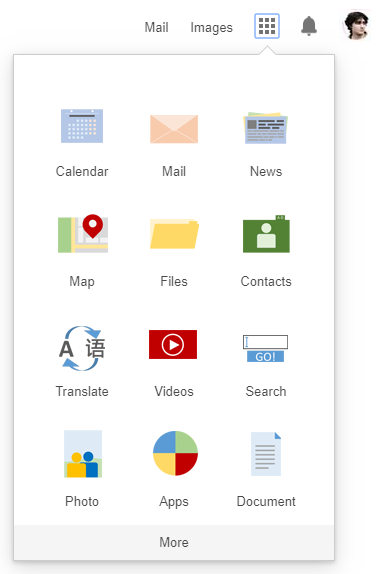 Mail Images
Calendar Mail News
Map Files Contacts
A 语
GO!
Translate Videos Search
Photo Apps Document
More